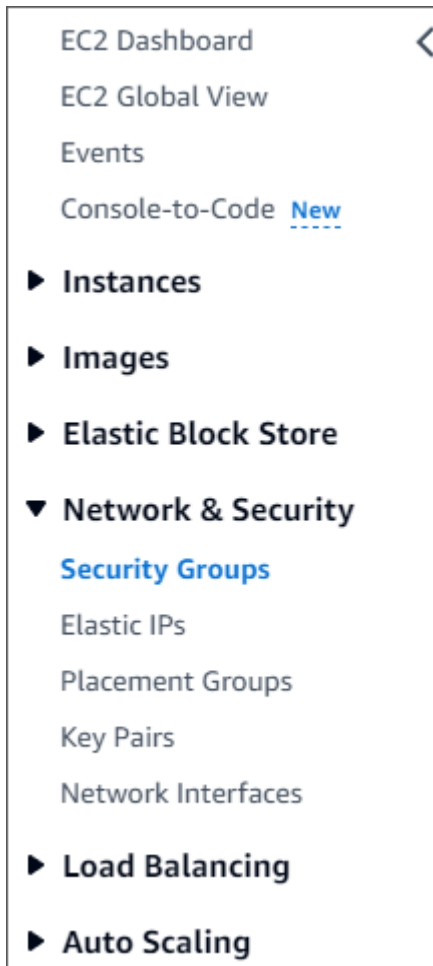 EC2 Dashboard
EC2 Global View
Events
Console-to-Code New
Instances
Images
Elastic Block Store
Network & Security
Security Groups
Elastic IPs
Placement Groups
Key Pairs
Network Interfaces
Load Balancing
Auto Scaling